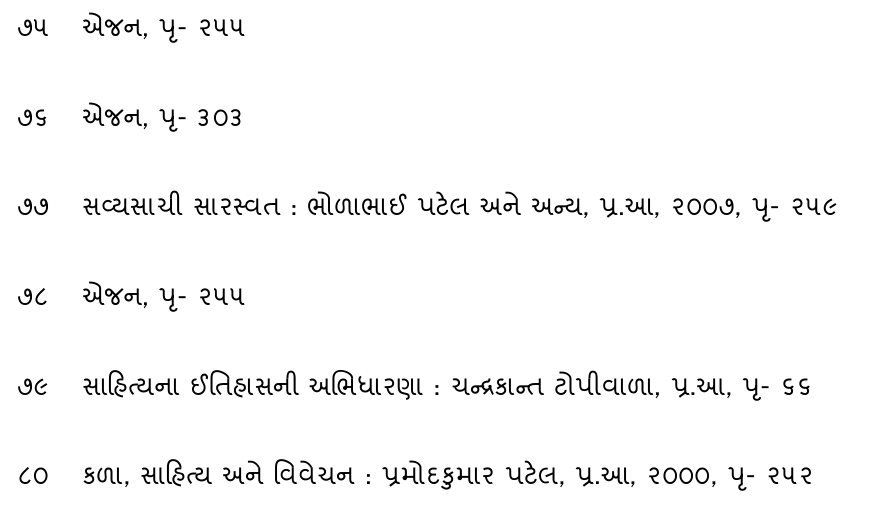 ૭૫ એજન, પૃ- ૨૫૫
૭૬ એજન, પૃ- ૩૦૩
૭૭ સવ્યસાચી સારસ્વત : ભોળાભાઈ પટેલ અને અન્ય, પ્ર.આ, ૨૦૦૭, પૃ- ૨૫૯
૭૮ એજન, પૃ- ૨૫૫
૭૯ સાહિત્યના ઈતિહાસની અભિધારણા : ચન્દ્રકાન્ત ટોપીવાળા, પ્ર.આ, પૃ- ૬૬
૮૦ કળા, સાહિત્ય અને વિવેચન : પ્રમોદકુમાર પટેલ, પ્ર.આ, ૨૦૦૦, પૃ- ૨૫૨